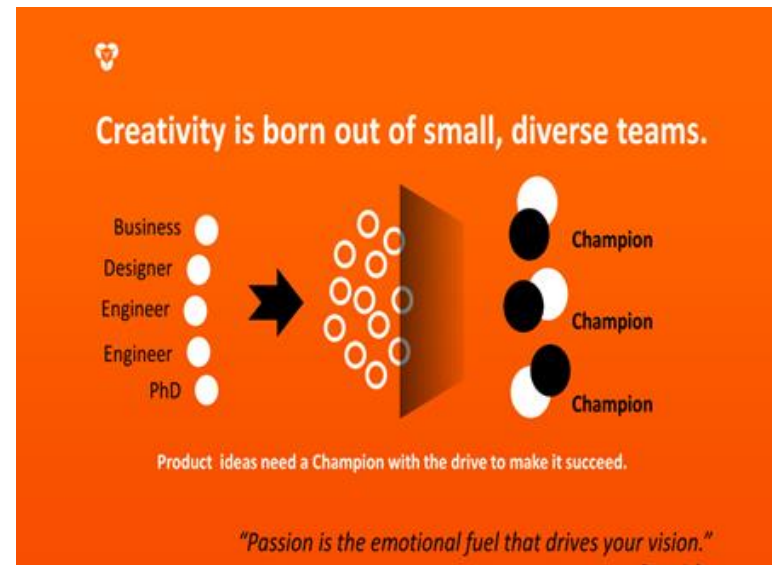 Creativity is born out of small, diverse teams.
Business
Designer
Engineer
Engineer
PhD
Champion
Champion
Champion
Product ideas need a Champion with the drive to make it succeed.
“Passion is the emotional fuel that drives your vision.”